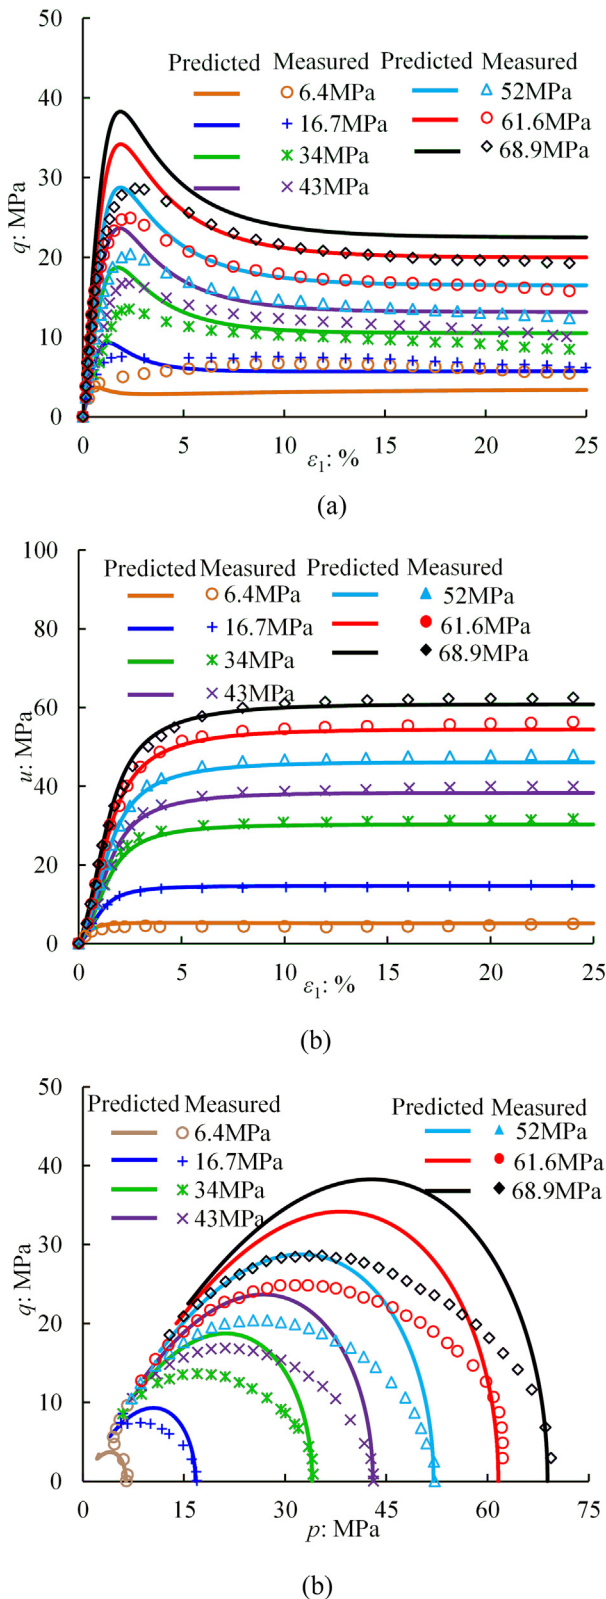 50
40
30
20
10
0
q: MPa
Predicted Measured Predicted Measured
6.4MPa 52MPa
16.7MPa 61.6MPa
34MPa 68.9MPa
43MPa
0 5 10 15 20 25
ε1: %
(a)
100
80
60
40
20
0
u: MPa
Predicted Measured Predicted Measured
6.4MPa 52MPa
16.7MPa 61.6MPa
34MPa 68.9MPa
43MPa
0 5 10 15 20 25
ε1: %
(b)
50
40
30
20
10
0
q: MPa
Predicted Measured Predicted Measured
6.4MPa 52MPa
16.7MPa 61.6MPa
34MPa 68.9MPa
43MPa
0 15 30 45 60 75
p: MPa
(b)